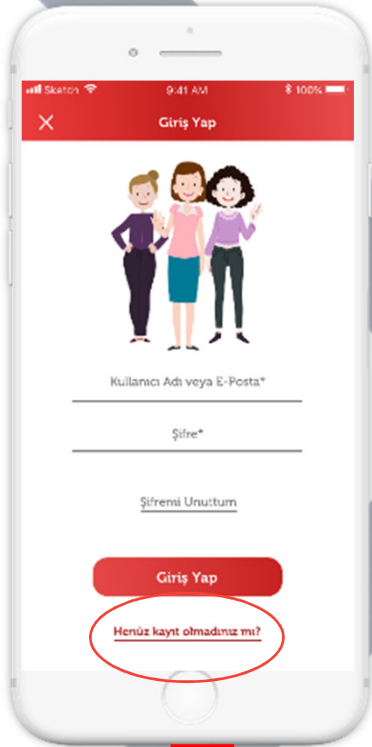 Sketch 9:41 AM 100%
Giriş Yap
Kullanıcı Adı veya E-Posta*
Şifre*
Şifremi Unuttum
Giriş Yap
Henüz kayıt olmadınız mı?